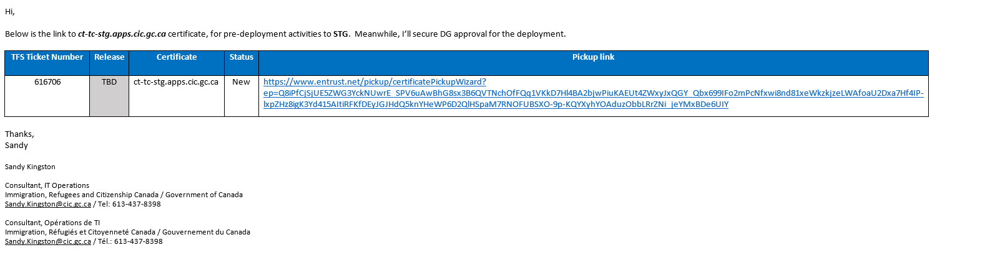 Hi,
Below is the link to ct-tc-stg.apps.cic.gc.ca certificate, for pre-deployment activities to STG.  Meanwhile, I'll secure DG approval for the deployment.
TFS Ticket Number Release Certificate Status Pickup link
616706 TBD ct-tc-stg.apps.cic.gc.ca New https://www.entrust.net/pickup/certificatePickupWizard?
ep=Q8iPfCjSjUE5ZWG3YckNUwrE_SPV6uAwBhG8sx3B6QVTNchOfFQq1VKkD7Hl4BA2bjwPiuKAEUt4ZWxyJxQGY_Qbx699IFo2mPcNfxwi8nd81xeWkzkjzeLWAfoaU2Dxa7Hf4IP-
lxpZHz8igK3Yd415AItiRFKfDEyJGJHdQ5knYHeWP6D2QlHSpaM7RNOFUBSXO-9p-KQYXyhYOAduzObbLRrZNi_jeYMxBDe6UIY
Thanks,
Sandy
Sandy Kingston
Consultant, IT Operations
Immigration, Refugees and Citizenship Canada / Government of Canada
Sandy.Kingston@cic.gc.ca / Tel: 613-437-8398
Consultant, Opérations de TI
Immigration, Réfugiés et Citoyenneté Canada / Gouvernement du Canada
Sandy.Kingston@cic.gc.ca / Tél.: 613-437-8398